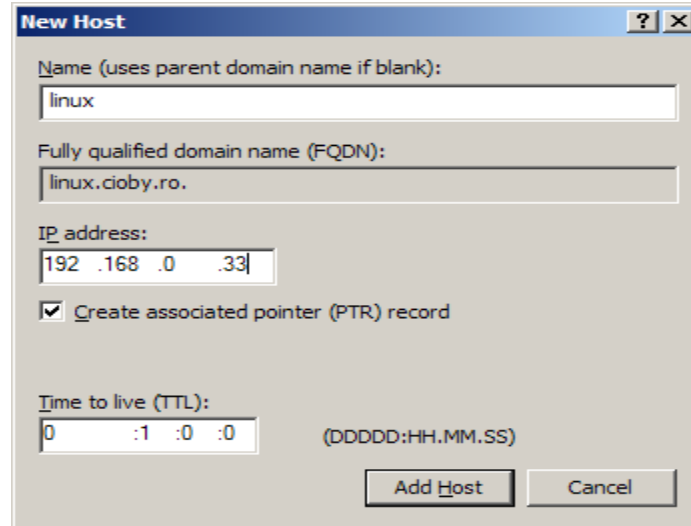 New Host
Name (uses parent domain name if blank):
linux
Fully qualified domain name (FQDN):
linux.cioby.ro.
IP address:
192 .168 .0 .33
Create associated pointer (PTR) record
Time to live (TTL):
0 :1 :0 :0 (DDDDD:HH.MM.SS)
Add Host Cancel